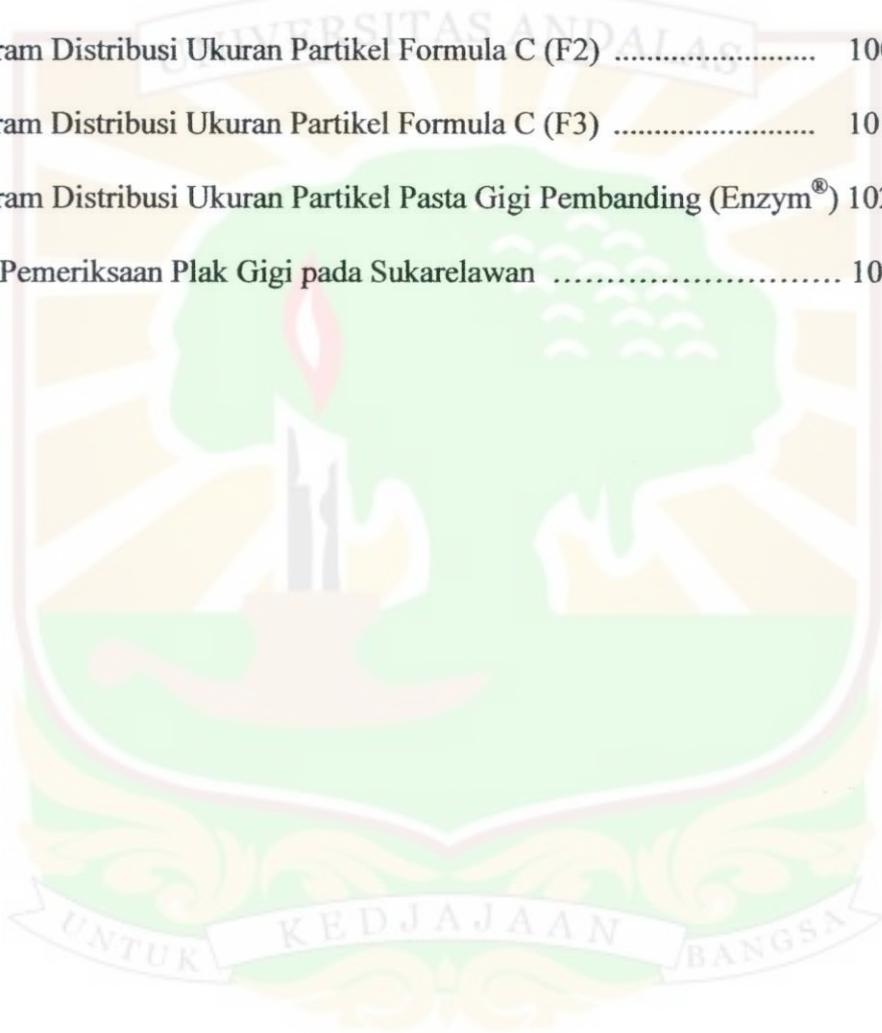 UNIVERSITAS ANDALAS
ram Distribusi Ukuran Partikel Formula C (F2) ........................ 10
ram Distribusi Ukuran Partikel Formula C (F3) ........................ 10
ram Distribusi Ukuran Partikel Pasta Gigi Pembanding (Enzym®) 102
Pemeriksaan Plak Gigi pada Sukarelawan ............................ 10
UNTUK KEDJAJAAN BANGSA